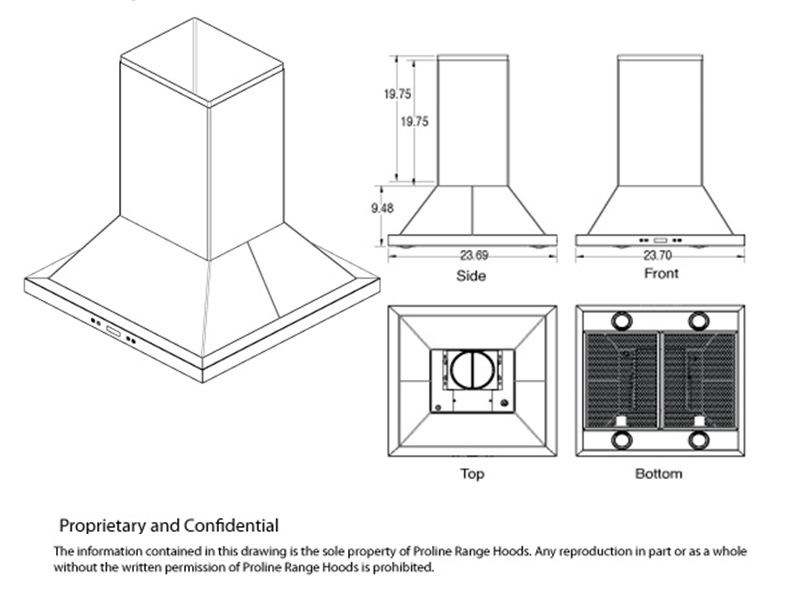 19.75
19.75
9.48
23.69
23.70
Side
Front
Top
Bottom
Proprietary and Confidential
The information contained in this drawing is the sole property of Proline Range Hoods. Any reproduction in part or as a whole
without the written permission of Proline Range Hoods is prohibited.